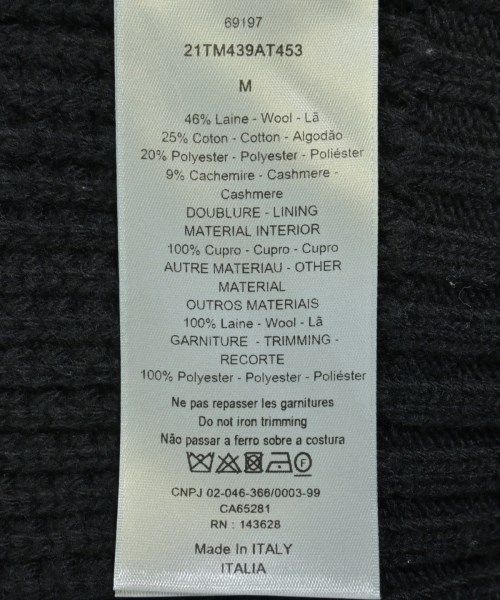 69197
21TM439AT453
M
46% Laine - Wool - Lã
25% Coton - Cotton - Algodão
20% Polyester - Polyester - Poliéster
9% Cachemire - Cashmere -
Cashmere
DOUBLURE - LINING
MATERIAL INTERIOR
100% Cupro - Cupro - Cupro
AUTRE MATERIAU - OTHER
MATERIAL
OUTROS MATERIAIS
100% Laine - Wool - Lã
GARNITURE - TRIMMING -
RECORTE
100% Polyester - Polyester - Poliéster
Ne pas repasser les garnitures
Do not iron trimming
Não passar a ferro sobre a costura
F
CNPJ 02-046-366/0003-99
CA65281
RN : 143628
Made In ITALY
ITALIA